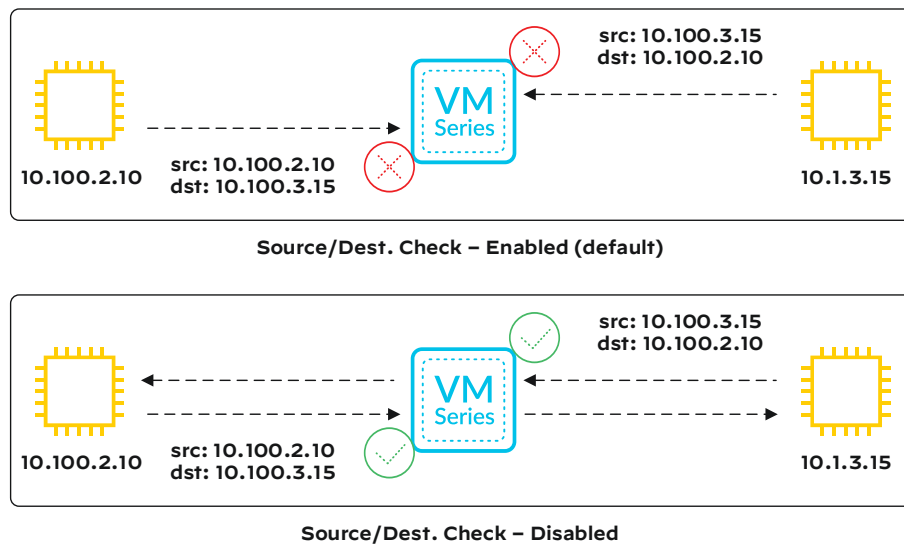 src: 10.100.3.15
dst: 10.100.2.10
VM
Series
src: 10.100.2.10
dst: 10.100.3.15
10.100.2.10
10.1.3.15
Source/Dest. Check – Enabled (default)
src: 10.100.3.15
dst: 10.100.2.10
VM
Series
src: 10.100.2.10
dst: 10.100.3.15
10.100.2.10
10.1.3.15
Source/Dest. Check – Disabled